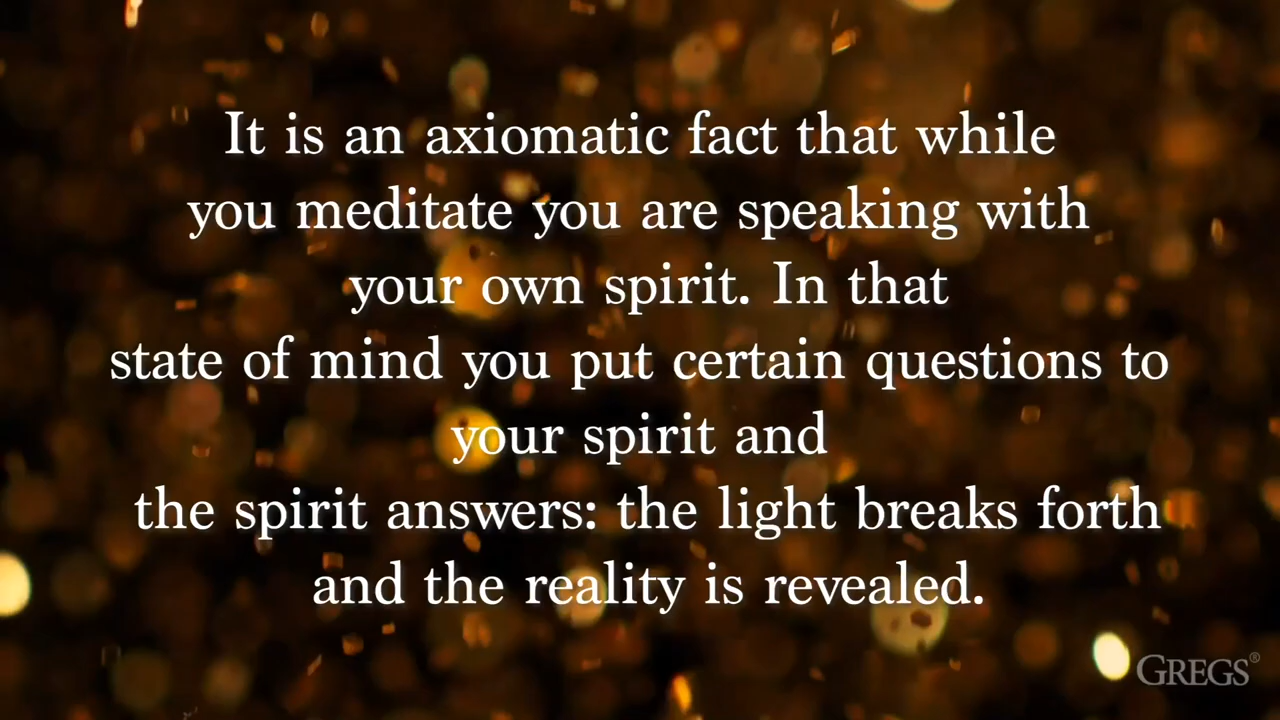 It is an axiomatic fact that while
you meditate you are speaking with
your own spirit. In that
state of mind you put certain questions to
your spirit and
the spirit answers: the light breaks forth
and the reality is revealed.
GREGS®